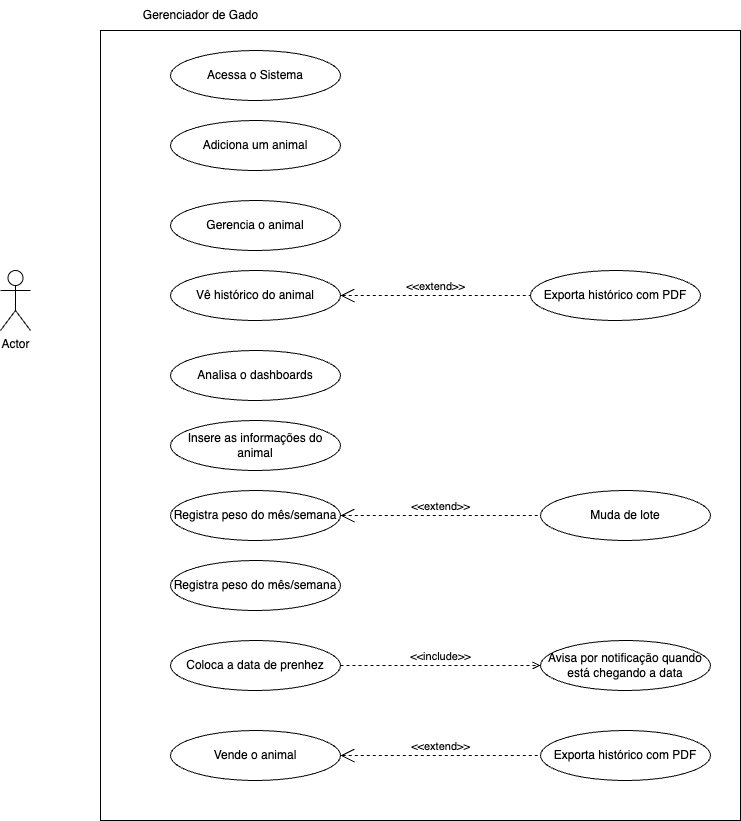 Gerenciador de Gado
Acessa o Sistema
Adiciona um animal
Gerencia o animal
Vê histórico do animal
<<extend>>
Exporta histórico com PDF
Actor
Analisa o dashboards
Insere as informações do
animal
Registra peso do mês/semana
<<extend>>
Muda de lote
Registra peso do mês/semana
Coloca a data de prenhez
<<include>>
Avisa por notificação quando
está chegando a data
Vende o animal
<<extend>>
Exporta histórico com PDF